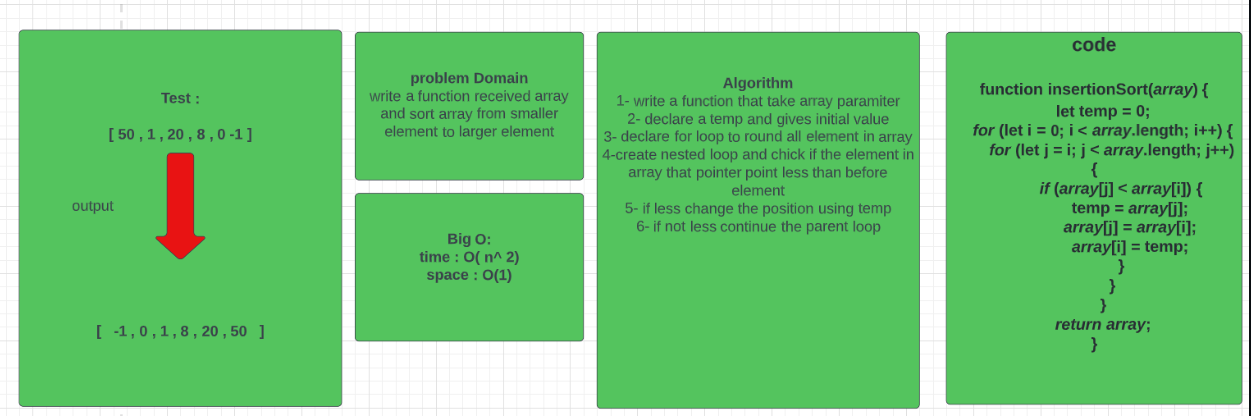 Test :
[ 50 , 1 , 20 , 8 , 0 -1 ]
output
[ -1 , 0 , 1 , 8 , 20 , 50 ]
problem Domain
write a function received array
and sort array from smaller
element to larger element
Big O:
time : O( n^ 2)
space : O(1)
Algorithm
1- write a function that take array paramiter
2- declare a temp and gives initial value
3- declare for loop to round all element in array
4-create nested loop and chick if the element in
array that pointer point less than before
element
5- if less change the position using temp
6- if not less continue the parent loop
code
function insertionSort(array) {
let temp = 0;
for (let i = 0; i < array.length; i++) {
for (let j = i; j < array.length; j++)
{
if (array[j] < array[i]) {
temp = array[j];
array[j] = array[i];
array[i] = temp;
}
}
}
return array;
}